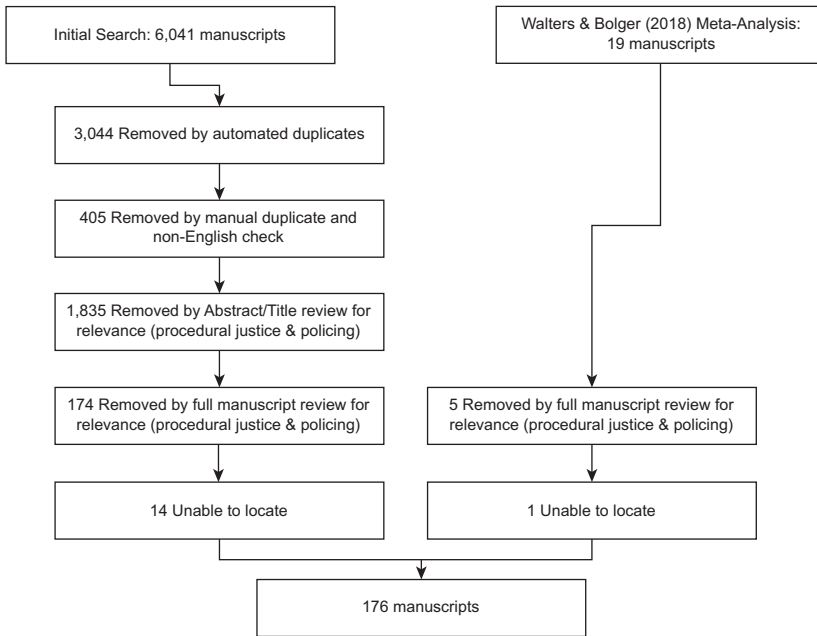 Initial Search: 6,041 manuscripts
Walters & Bolger (2018) Meta-Analysis:
19 manuscripts
3,044 Removed by automated duplicates
405 Removed by manual duplicate and
non-English check
1,835 Removed by Abstract/Title review for
relevance (procedural justice & policing)
174 Removed by full manuscript review for
relevance (procedural justice & policing)
5 Removed by full manuscript review for
relevance (procedural justice & policing)
14 Unable to locate
1 Unable to locate
176 manuscripts